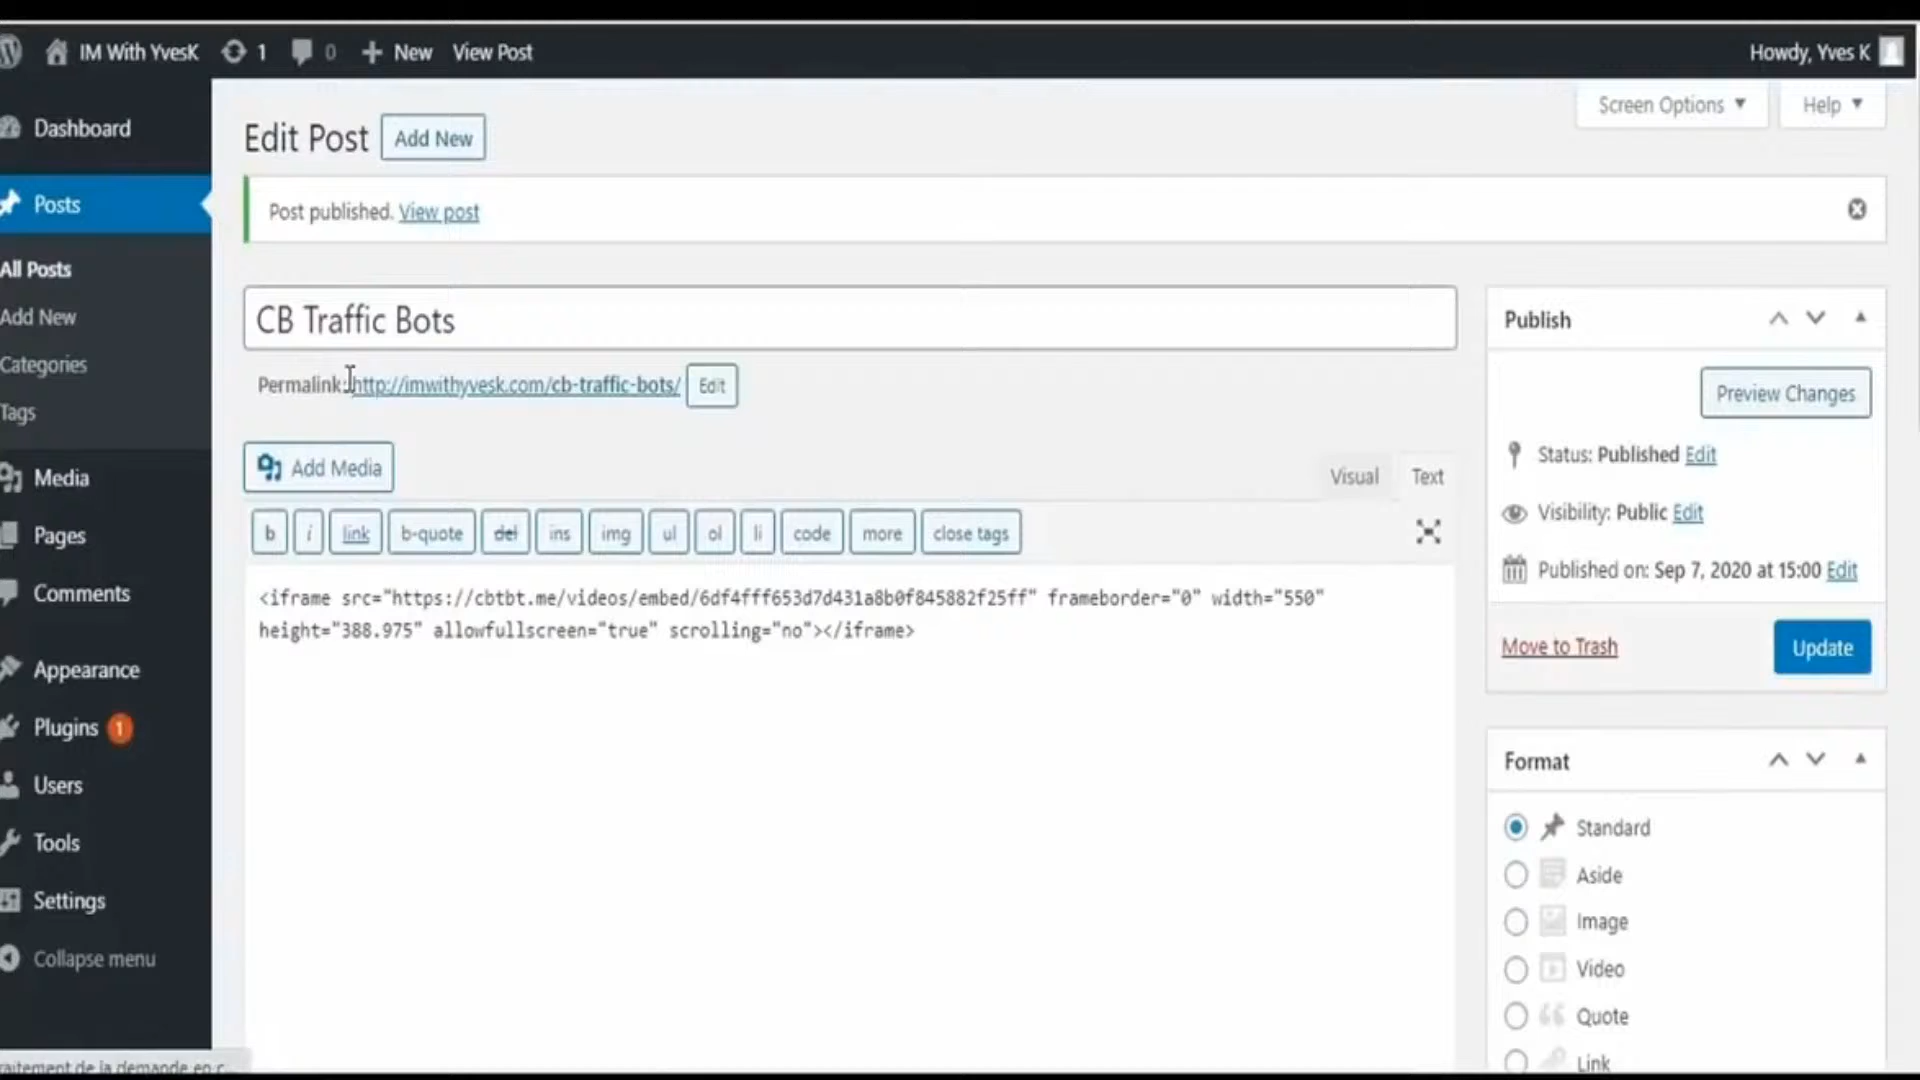 IM With YvesK 1 0 New View Post Howdy, Yves K
Screen Options Help
Dashboard
Posts
All Posts
Add New
Categories
Tags
Media
Pages
Comments
Appearance
Plugins 1
Users
Tools
Settings
Collapse menu
Edit Post Add New
Post published. View post
CB Traffic Bots
Permalink: http://imwithyvesk.com/cb-traffic-bots/ Edit
Add Media
Visual Text
b i link b-quote del ins img ul ol li code more close tags
<iframe src="https://cbtbt.me/videos/embed/6df4fff653d7d431a8b0f845882f25ff" frameborder="0" width="550"
height="388.975" allowfullscreen="true" scrolling="no"></iframe>
Publish
Preview Changes
Status: Published Edit
Visibility: Public Edit
Published on: Sep 7, 2020 at 15:00 Edit
Move to Trash Update
Format
Standard
Aside
Image
Video
Quote
Link
de la demande en